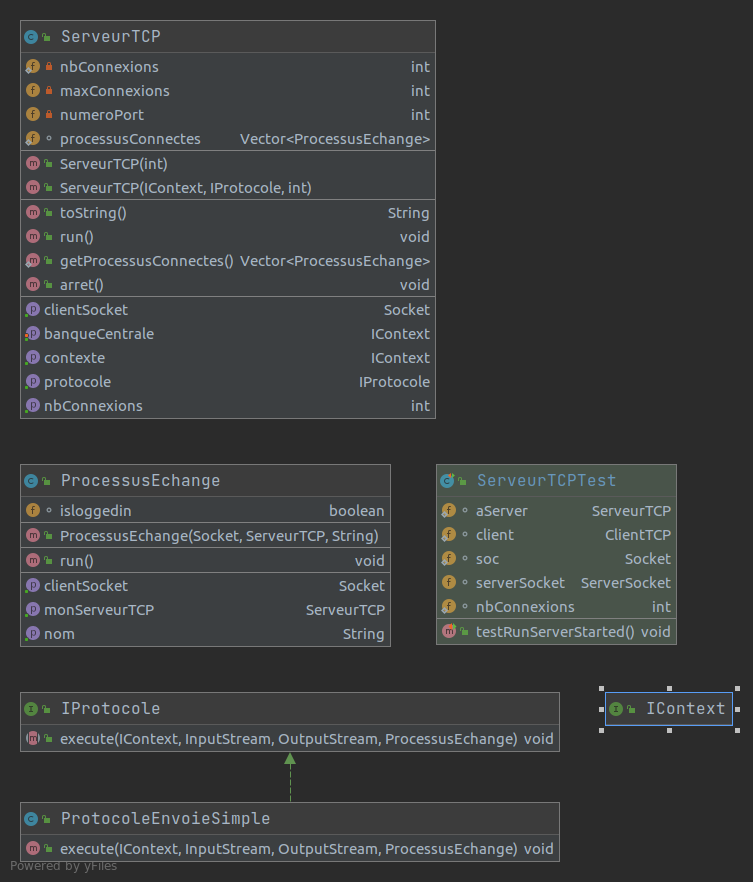 ServeurTCP
nbConnexions int
maxConnexions int
numeroPort int
processusConnectes Vector<ProcessusEchange>
ServeurTCP(int)
ServeurTCP(IContext, IProtocole, int)
toString() String
run() void
getProcessusConnectes() Vector<ProcessusEchange>
arret() void
clientSocket Socket
banqueCentrale IContext
contexte IContext
protocole IProtocole
nbConnexions int
ProcessusEchange
isloggedin boolean
ProcessusEchange(Socket, ServeurTCP, String)
run() void
clientSocket Socket
monServeurTCP ServeurTCP
nom String
ServeurTCPTest
aServer ServeurTCP
client ClientTCP
soc Socket
serverSocket ServerSocket
nbConnexions int
testRunServerStarted() void
IProtocole
execute(IContext, InputStream, OutputStream, ProcessusEchange) void
IContext
ProtocoleEnvoieSimple
execute(IContext, InputStream, OutputStream, ProcessusEchange) void
Powered by yFiles